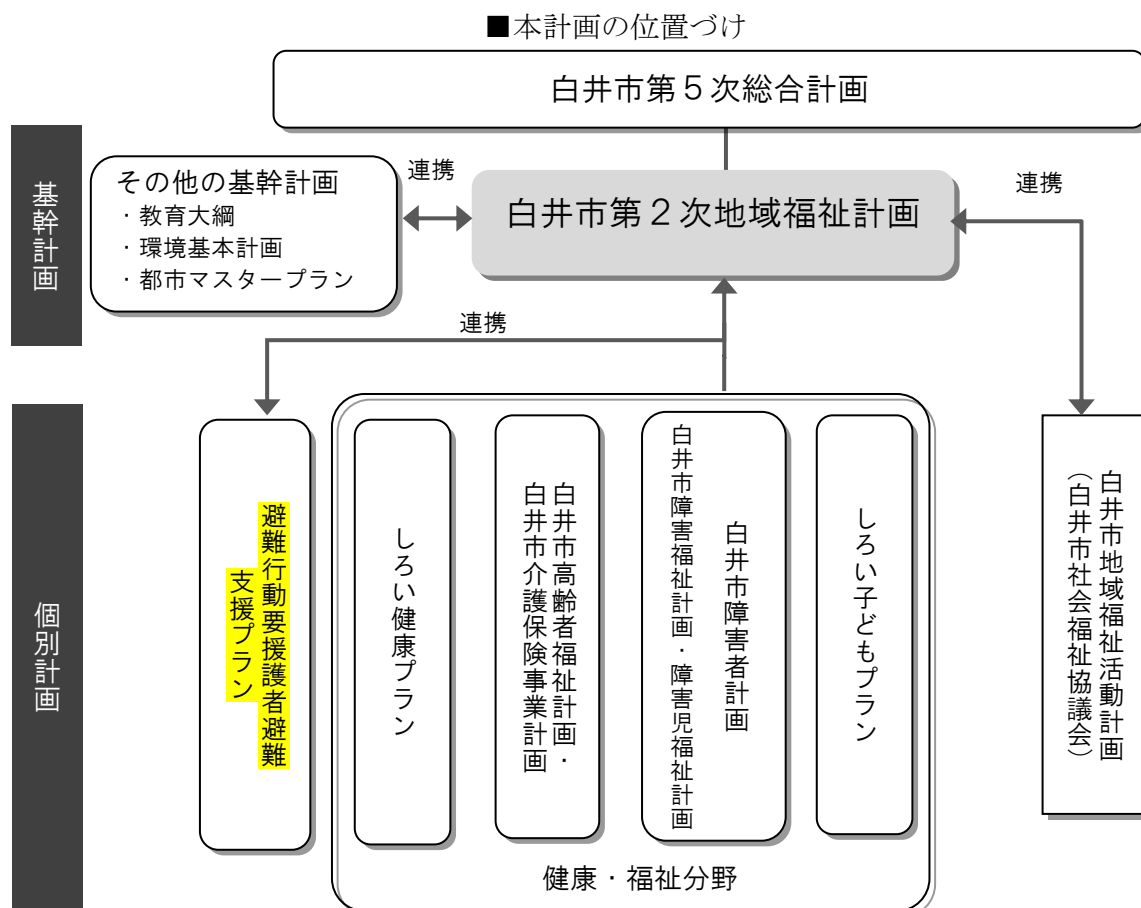 ■本計画の位置づけ
白井市第５次総合計画
基幹計画
その他の基幹計画
・教育大綱
・環境基本計画
・都市マスタープラン
連携
白井市第２次地域福祉計画
連携
連携
個別計画
避難行動要援護者避難
支援プラン
しろい健康プラン
白井市高齢者福祉計画・
白井市介護保険事業計画
白井市障害者計画
白井市障害福祉計画・障害児福祉計画
しろい子どもプラン
健康・福祉分野
白井市地域福祉活動計画
（白井市社会福祉協議会）